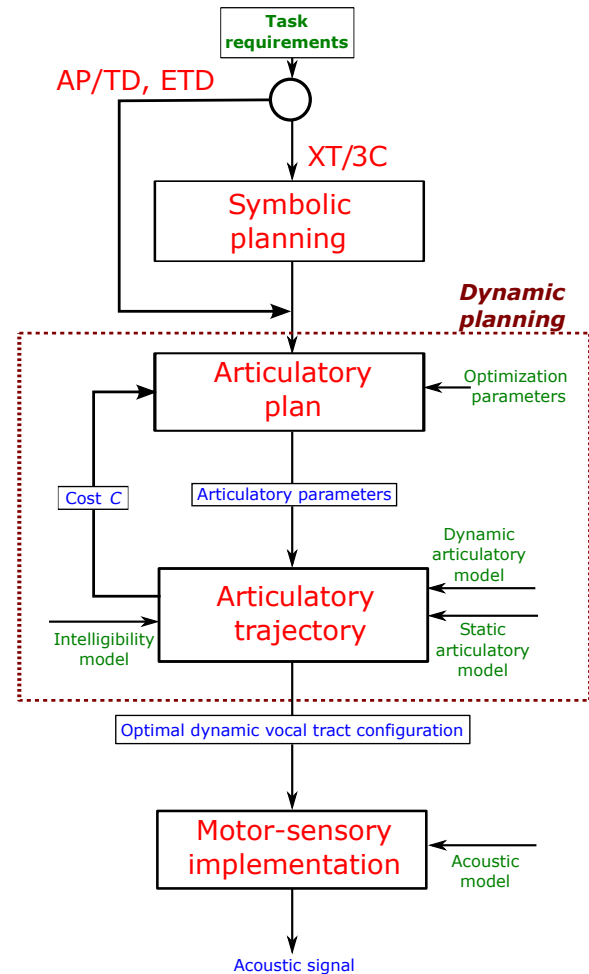 Task
requirements
AP/TD, ETD
XT/3C
Symbolic
planning
Dynamic
planning
Articulatory
plan
Optimization
parameters
Cost C
Articulatory parameters
Dynamic
articulatory
model
Articulatory
trajectory
Intelligibility
model
Static
articulatory
model
Optimal dynamic vocal tract configuration
Motor-sensory
implementation
Acoustic
model
Acoustic signal